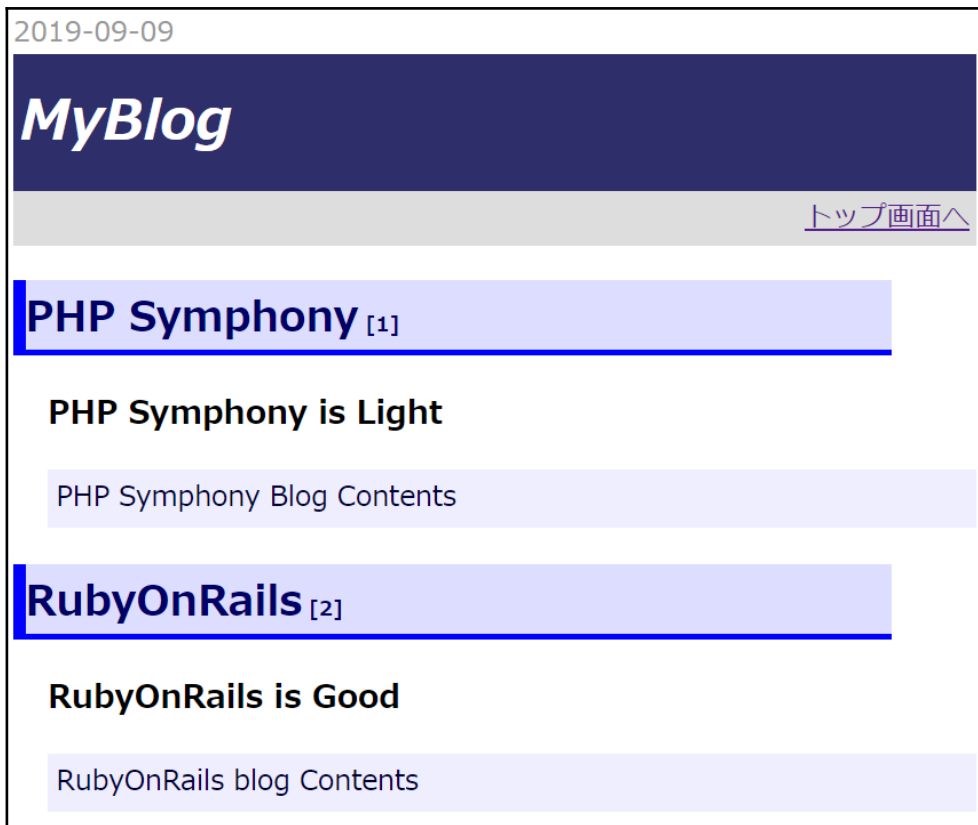 2019-09-09
MyBlog
トップ画面へ
PHP Symphony [1]
PHP Symphony is Light
PHP Symphony Blog Contents
RubyOnRails [2]
RubyOnRails is Good
RubyOnRails blog Contents